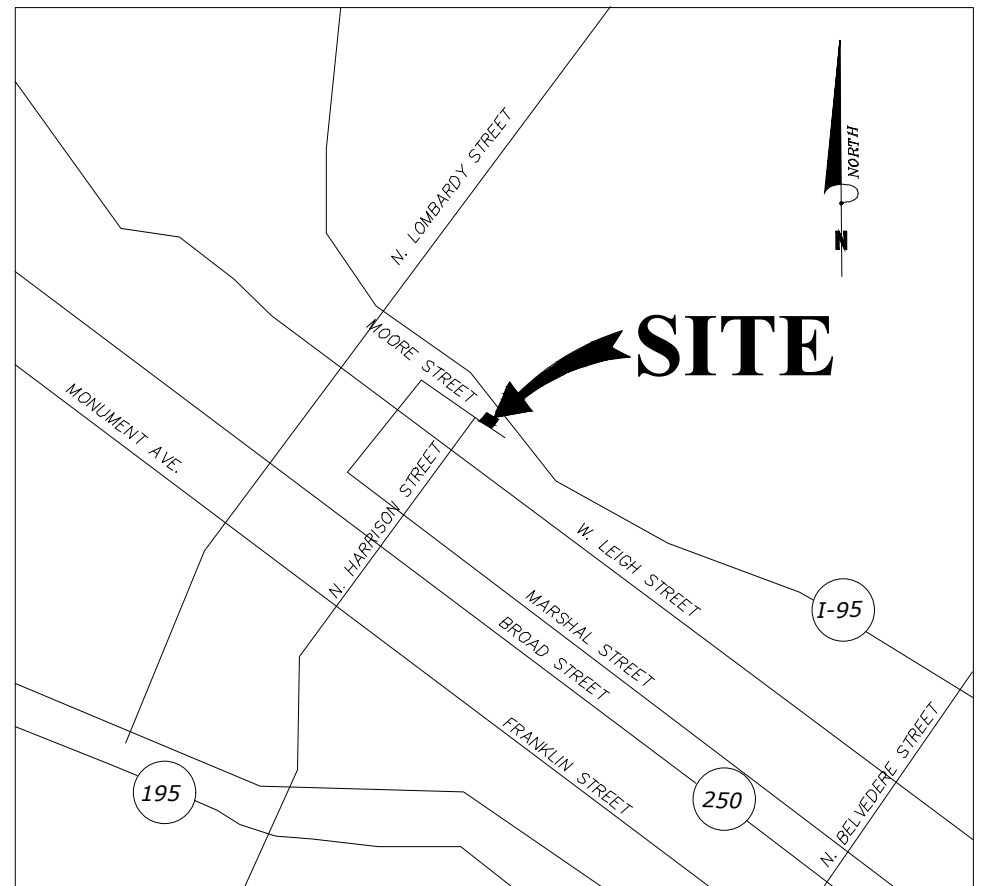 N. LOMBARDY STREET
NORTH
N
SITE
MOORE STREET
MONUMENT AVE.
N. HARRISON STREET
W. LEIGH STREET
MARSHAL STREET
I-95
BROAD STREET
FRANKLIN STREET
N. BELVEDERE STREET
195
250